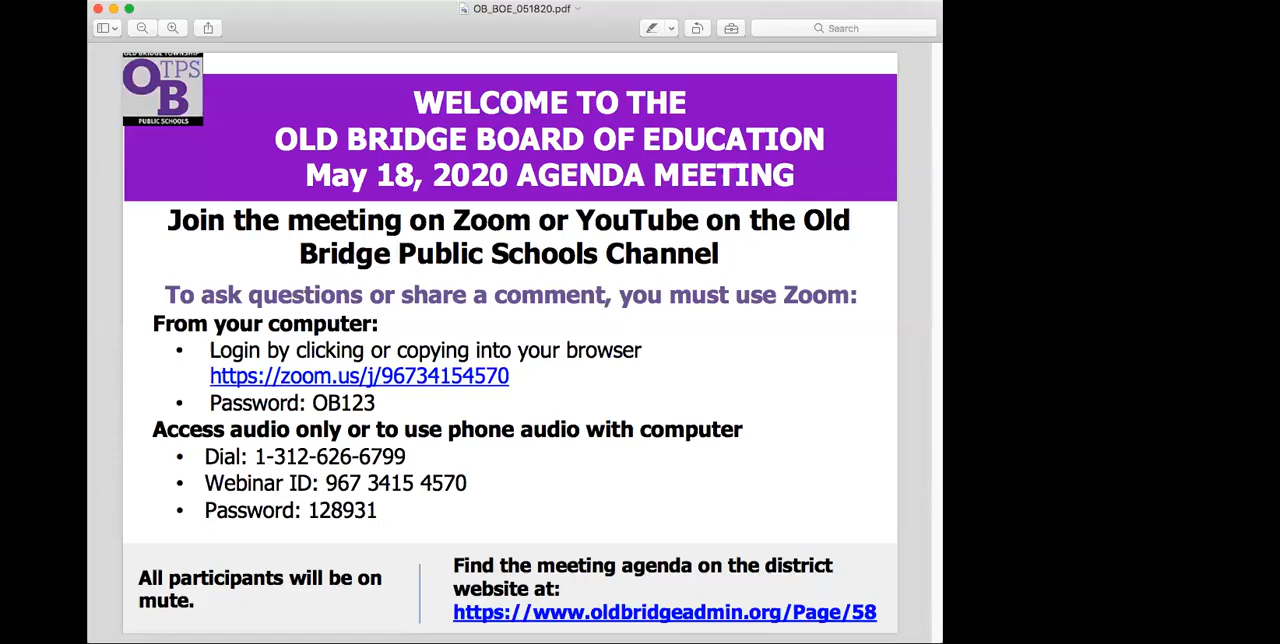 OB_BOE_051820.pdf
Search
OLD BRIDGE TOWNSHIP
OBTPS
PUBLIC SCHOOLS
WELCOME TO THE
OLD BRIDGE BOARD OF EDUCATION
May 18, 2020 AGENDA MEETING
Join the meeting on Zoom or YouTube on the Old
Bridge Public Schools Channel
To ask questions or share a comment, you must use Zoom:
From your computer:
• Login by clicking or copying into your browser
https://zoom.us/j/96734154570
• Password: OB123
Access audio only or to use phone audio with computer
• Dial: 1-312-626-6799
• Webinar ID: 967 3415 4570
• Password: 128931
All participants will be on
mute.
Find the meeting agenda on the district
website at:
https://www.oldbridgeadmin.org/Page/58